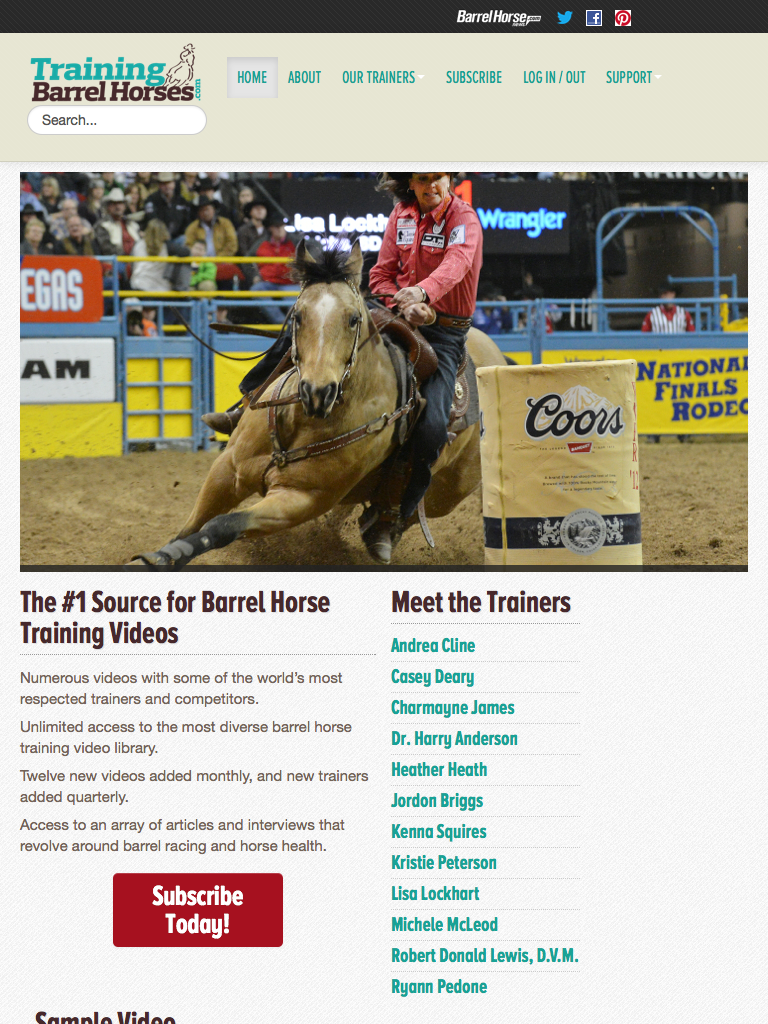 BarrelHorse.com
Training
Barrel Horses.com
Search...
HOME
ABOUT
OUR TRAINERS
SUBSCRIBE
LOG IN / OUT
SUPPORT
NATIONAL
Lisa Lockh
Wrangler
EGAS
AM
NATIONAL
FINALS
RODEO
Coors
BANQUET
The #1 Source for Barrel Horse
Training Videos
Numerous videos with some of the world’s most
respected trainers and competitors.
Unlimited access to the most diverse barrel horse
training video library.
Twelve new videos added monthly, and new trainers
added quarterly.
Access to an array of articles and interviews that
revolve around barrel racing and horse health.
Subscribe
Today!
Meet the Trainers
Andrea Cline
Casey Deary
Charmayne James
Dr. Harry Anderson
Heather Heath
Jordon Briggs
Kenna Squires
Kristie Peterson
Lisa Lockhart
Michele McLeod
Robert Donald Lewis, D.V.M.
Ryann Pedone
Sample Video